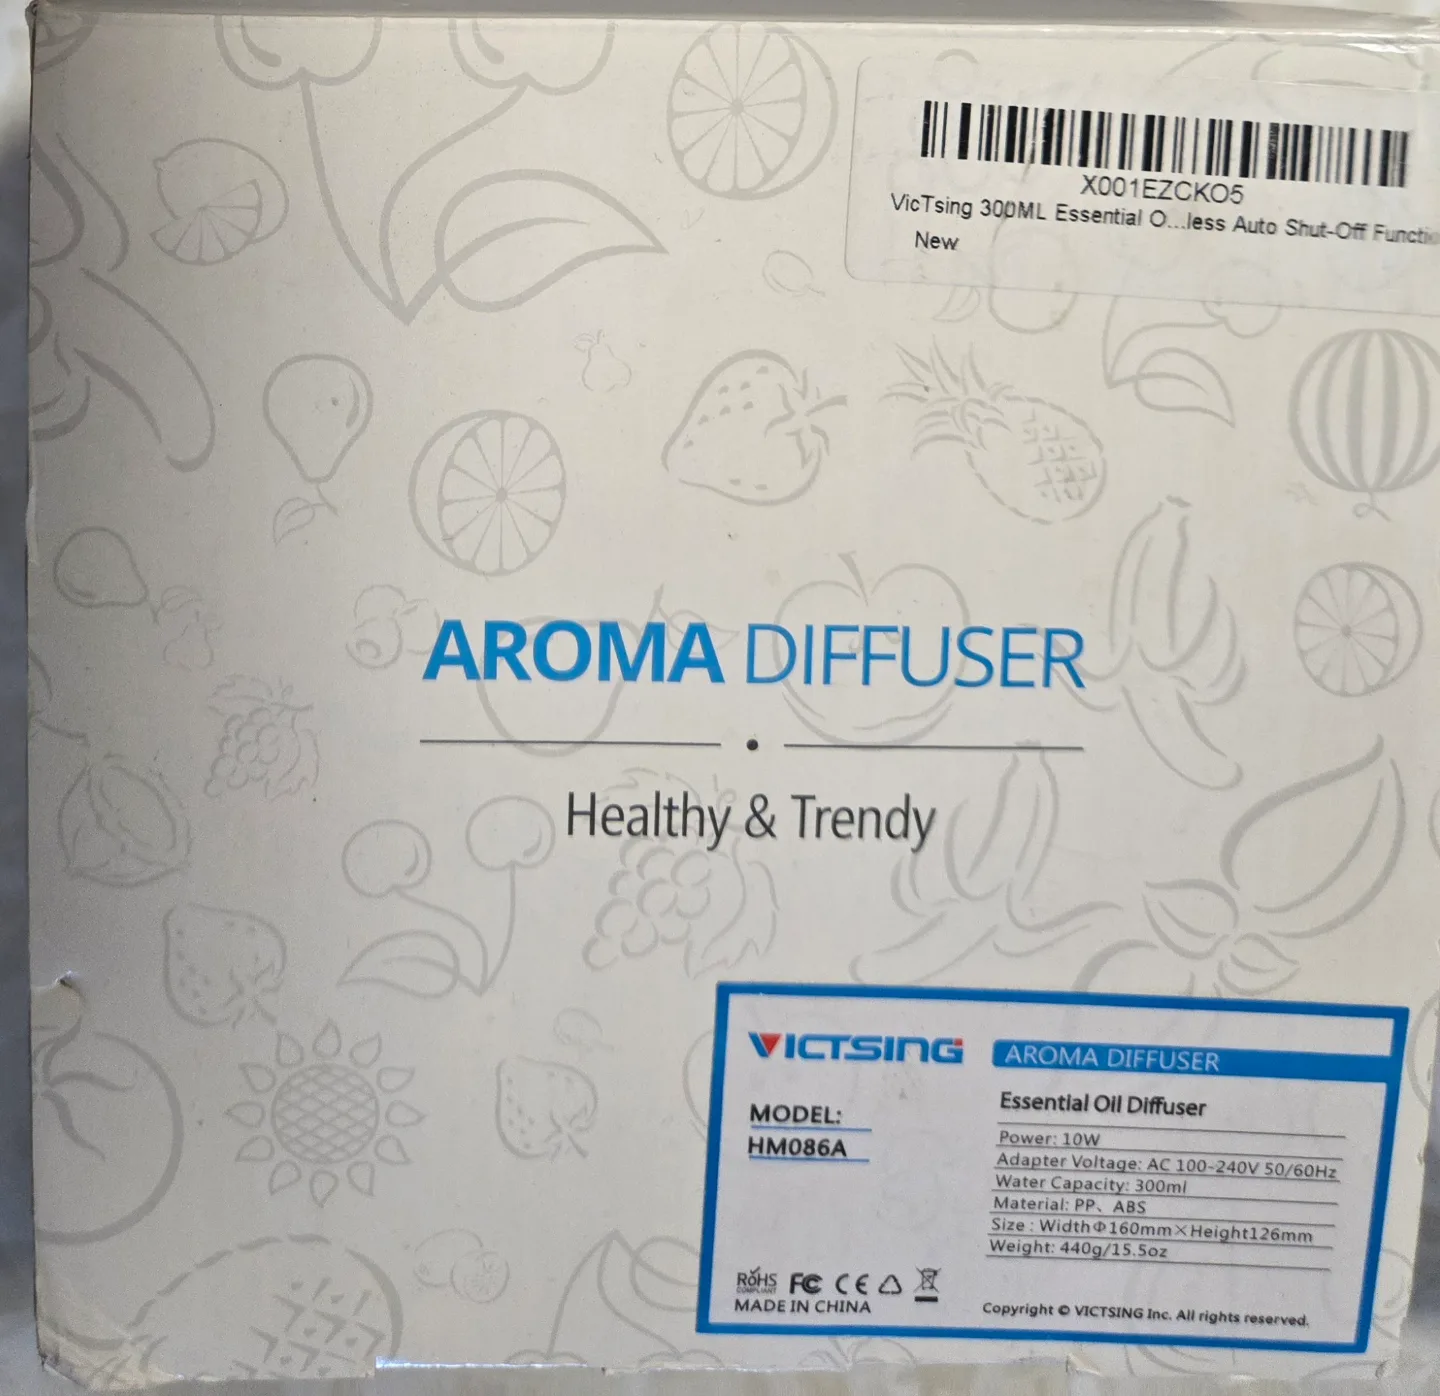 X001EZCKO5
VicTsing 300ML Essential O...less Auto Shut-Off Functio
New
AROMA DIFFUSER
Healthy & Trendy
VICTSING
AROMA DIFFUSER
MODEL:
HM086A
Essential Oil Diffuser
Power: 10W
Adapter Voltage: AC 100-240V 50/60Hz
Water Capacity: 300ml
Material: PP、ABS
Size : WidthΦ160mm×Height126mm
Weight: 440g/15.5oz
RoHS
COMPLIANT
FC CE
MADE IN CHINA
Copyright © VICTSING Inc. All rights reserved.